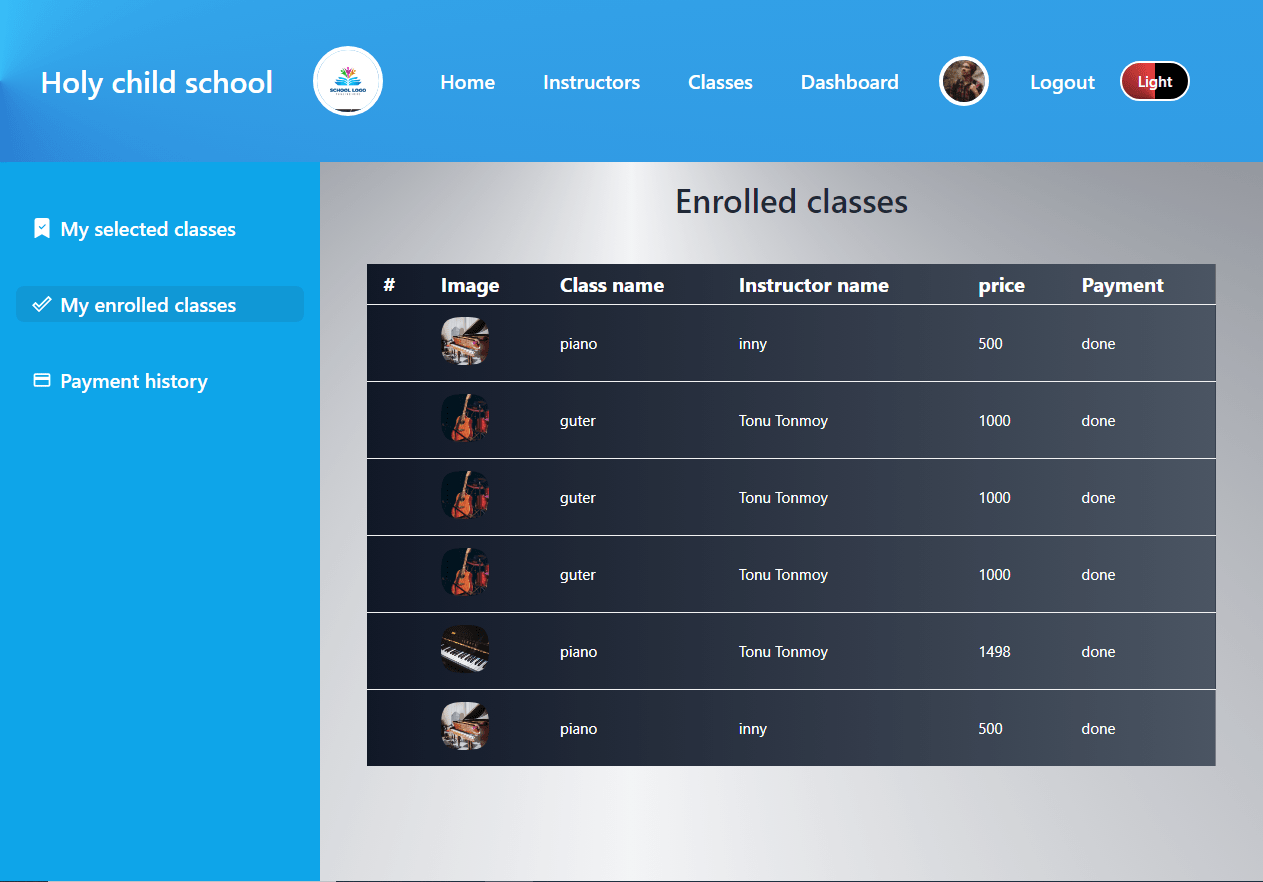 Holy child school
SCHOOL LOGO
Home
Instructors
Classes
Dashboard
Logout
Light
My selected classes
My enrolled classes
Payment history
Enrolled classes
# Image Class name Instructor name price Payment
piano inny 500 done
guter Tonu Tonmoy 1000 done
guter Tonu Tonmoy 1000 done
guter Tonu Tonmoy 1000 done
piano Tonu Tonmoy 1498 done
piano inny 500 done